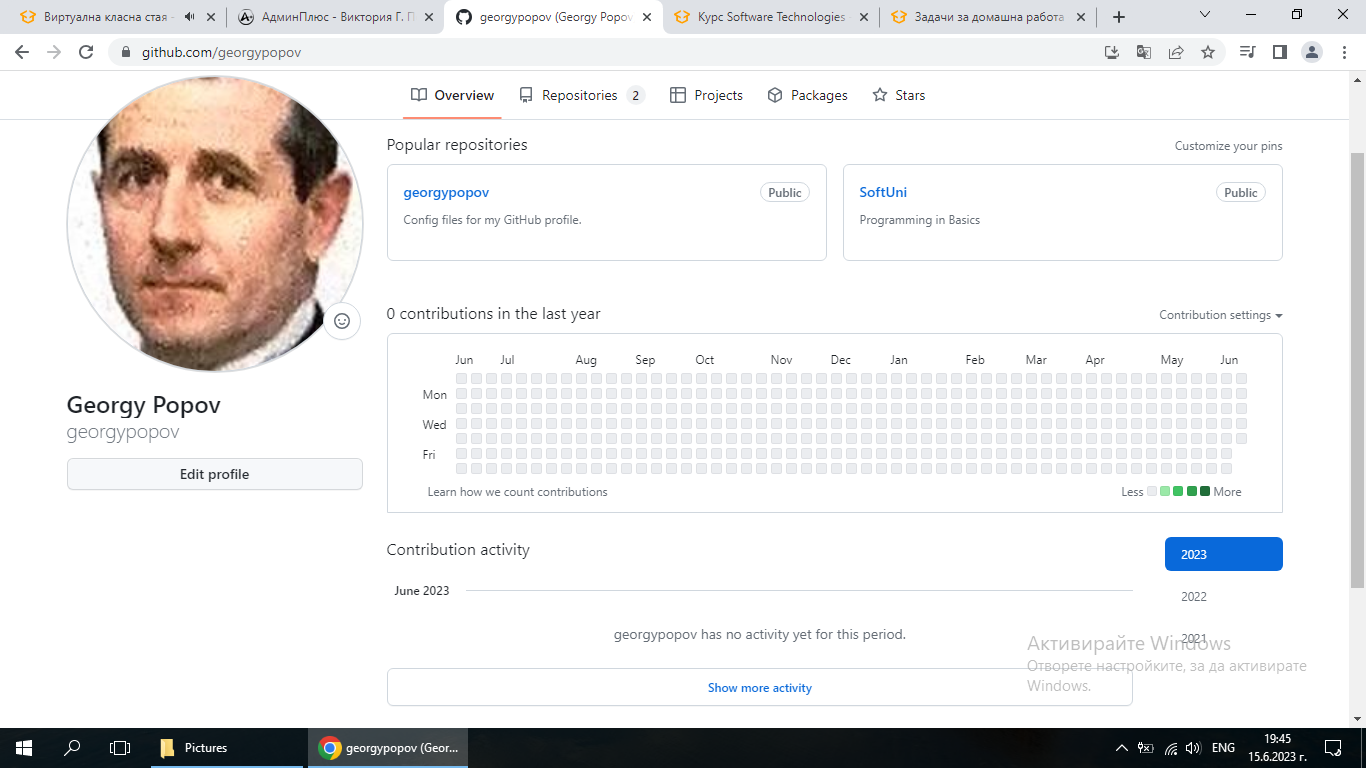 Виртуална класна стая -
АдминПлюс - Виктория Г. П
georgypopov (Georgy Popov
Курс Software Technologies
Задачи за домашна работа
github.com/georgypopov
Overview
Repositories 2
Projects
Packages
Stars
Popular repositories
Customize your pins
georgypopov
Public
Config files for my GitHub profile.
SoftUni
Public
Programming in Basics
Georgy Popov
georgypopov
Edit profile
0 contributions in the last year
Contribution settings
Jun Jul Aug Sep Oct Nov Dec Jan Feb Mar Apr May Jun
Mon
Wed
Fri
Learn how we count contributions
Less More
Contribution activity
2023
2022
2021
June 2023
georgypopov has no activity yet for this period.
Show more activity
Активирайте Windows
Отворете настройките, за да активирате
Windows.
Pictures
georgypopov (Geor...
ENG
19:45
15.6.2023 г.